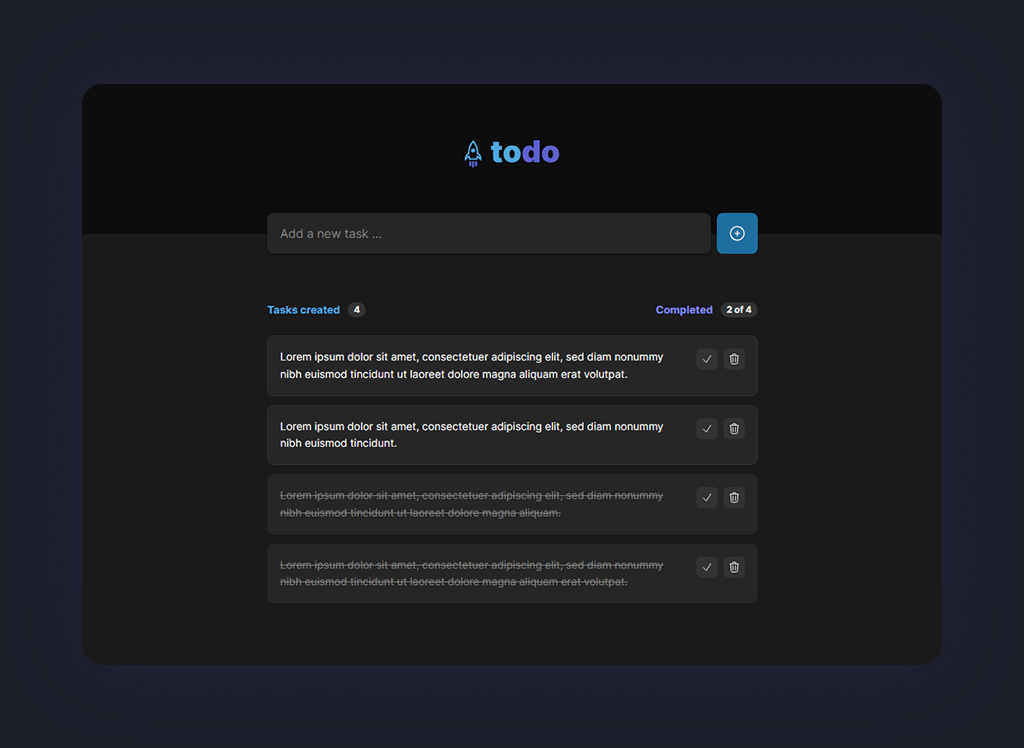 todo
Add a new task ...
Tasks created 4
Completed 2 of 4
Lorem ipsum dolor sit amet, consectetuer adipiscing elit, sed diam nonummy
nibh euismod tincidunt ut laoreet dolore magna aliquam erat volutpat.
Lorem ipsum dolor sit amet, consectetuer adipiscing elit, sed diam nonummy
nibh euismod tincidunt.
Lorem ipsum dolor sit amet, consectetuer adipiscing elit, sed diam nonummy
nibh euismod tincidunt ut laoreet dolore magna aliquam.
Lorem ipsum dolor sit amet, consectetuer adipiscing elit, sed diam nonummy
nibh euismod tincidunt ut laoreet dolore magna aliquam erat volutpat.